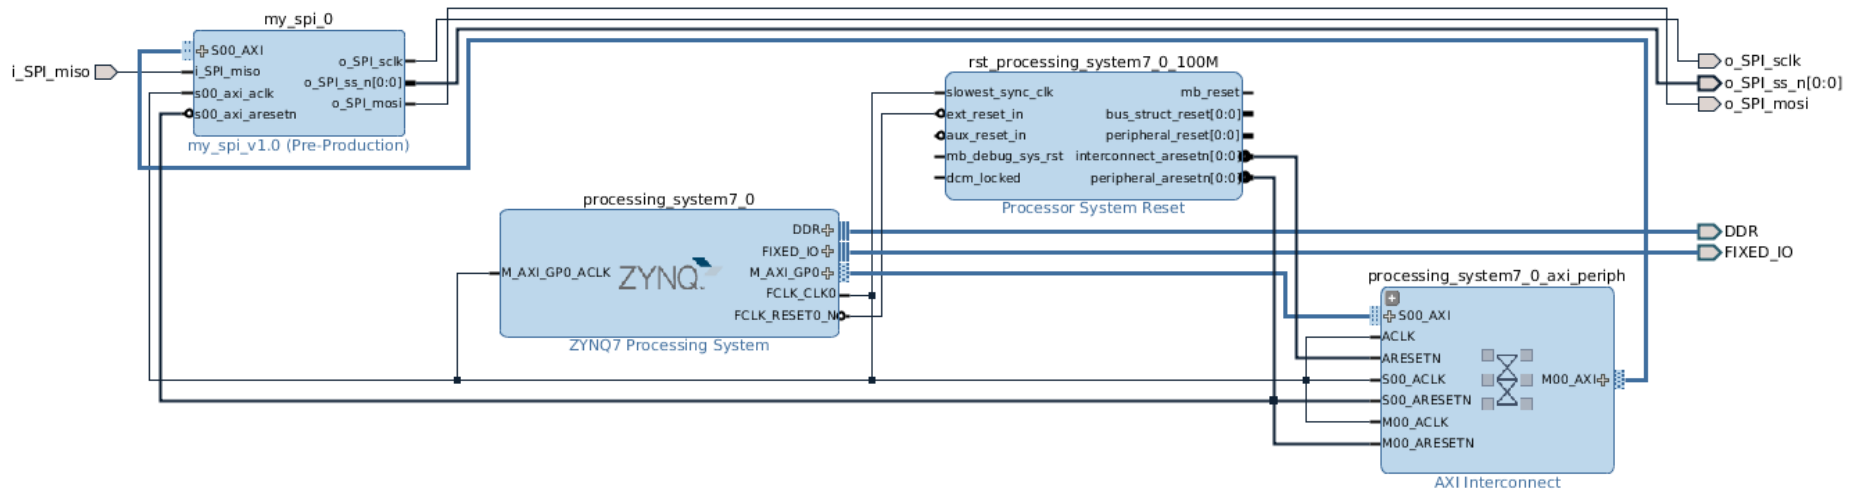 my_spi_0
S00_AXI
i_SPI_miso
s00_axi_aclk
s00_axi_aresetn
o_SPI_sclk
o_SPI_ss_n[0:0]
o_SPI_mosi
my_spi_v1.0 (Pre-Production)
i_SPI_miso
rst_processing_system7_0_100M
slowest_sync_clk
ext_reset_in
aux_reset_in
mb_debug_sys_rst
dcm_locked
mb_reset
bus_struct_reset[0:0]
peripheral_reset[0:0]
interconnect_aresetn[0:0]
peripheral_aresetn[0:0]
Processor System Reset
o_SPI_sclk
o_SPI_ss_n[0:0]
o_SPI_mosi
processing_system7_0
M_AXI_GP0_ACLK
ZYNQ
DDR
FIXED_IO
M_AXI_GP0
FCLK_CLK0
FCLK_RESET0_N
ZYNQ7 Processing System
DDR
FIXED_IO
processing_system7_0_axi_periph
S00_AXI
ACLK
ARESETN
S00_ACLK
S00_ARESETN
M00_ACLK
M00_ARESETN
M00_AXI
AXI Interconnect